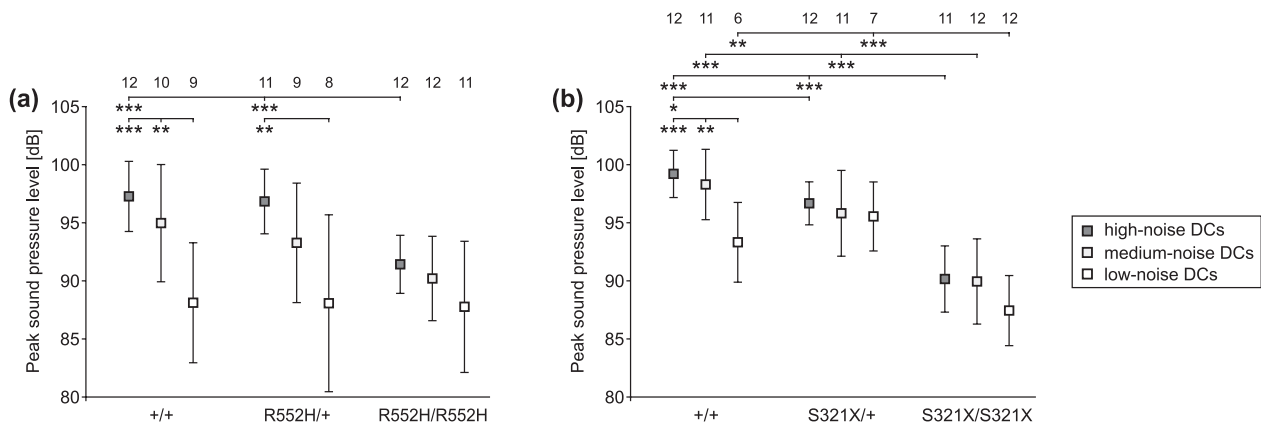 12 11 6 12 11 7 11 12 12
** ***
*** ***
12 10 9 11 9 8 12 12 11
*** ***
(a) (b)
105 *** *** 105 *
*** ** ** *** **
100 100
95 95
90 90
85 85
80 80
Peak sound pressure level [dB]
Peak sound pressure level [dB]
high-noise DCs
medium-noise DCs
low-noise DCs
+/+ R552H/+ R552H/R552H +/+ S321X/+ S321X/S321X